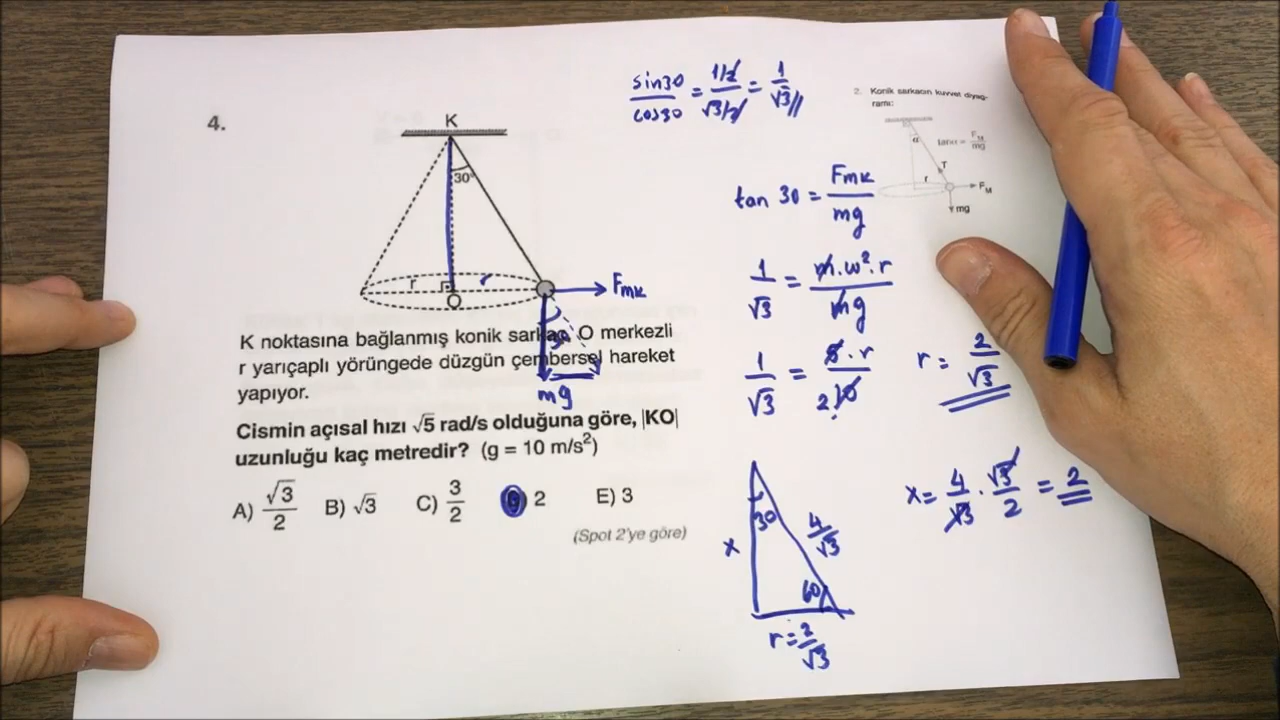 4.
K
30°
r
r
O
F_MK
mg
K noktasına bağlanmış konik sarkaç, O merkezli
r yarıçaplı yörüngede düzgün çembersel hareket
yapıyor.
Cismin açısal hızı √5 rad/s olduğuna göre, |KO|
uzunluğu kaç metredir? (g = 10 m/s²)
A) √3/2 B) √3 C) 3/2 2 E) 3
(Spot 2'ye göre)
sin30/cos30 = (1/2)/(√3/2) = 1/√3
2. Konik sarkacın kuvvet diyag-
ramı:
α
tanα = F_M/mg
T
r
F_M
mg
tan 30 = F_MK/mg
1/√3 = m.w².r/mg
1/√3 = 5.r/10
2
r = 2/√3
30
4/√3
x
60
r = 2/√3
x = 4/√3 . √3/2 = 2